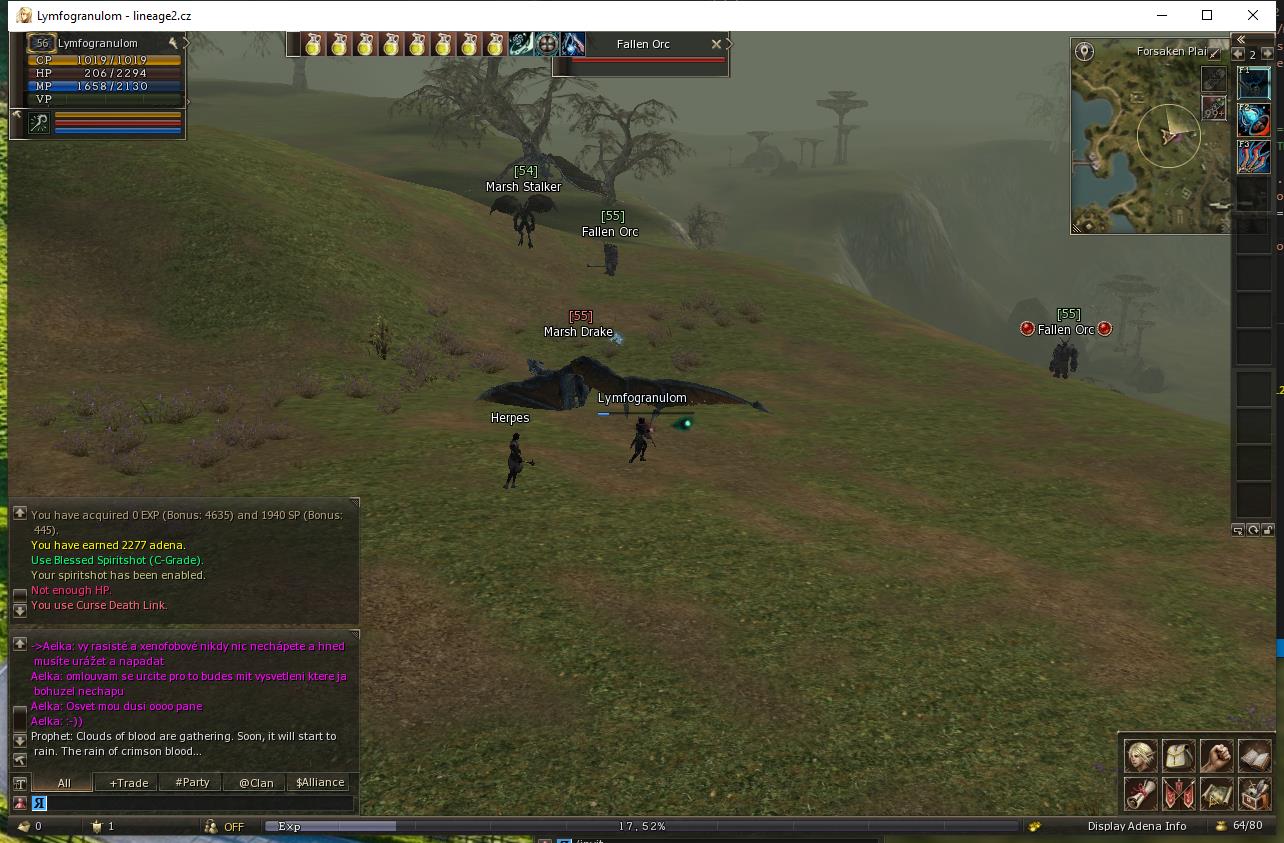 Lymfogranulom - lineage2.cz
56 Lymfogranulom
CP 1019/1019
HP 206/2294
MP 1658/2130
VP
Fallen Orc
Forsaken Plai
2
99+
F1
F2
F3
[54]
Marsh Stalker
[55]
Fallen Orc
[55]
Marsh Drake
[55]
Fallen Orc
Lymfogranulom
Herpes
You have acquired 0 EXP (Bonus: 4635) and 1940 SP (Bonus:
445).
You have earned 2277 adena.
Use Blessed Spiritshot (C-Grade).
Your spiritshot has been enabled.
Not enough HP.
You use Curse Death Link.
->Aelka: vy rasisté a xenofobové nikdy nic nechápete a hned
musíte urážet a napadat
Aelka: omlouvam se urcite pro to budes mit vysvetleni ktere ja
bohuzel nechapu
Aelka: Osvet mou dusi oooo pane
Aelka: :-))
Prophet: Clouds of blood are gathering. Soon, it will start to
rain. The rain of crimson blood...
All +Trade #Party @Clan $Alliance
Я
0 1 OFF Exp 17,52% Display Adena Info 64/80